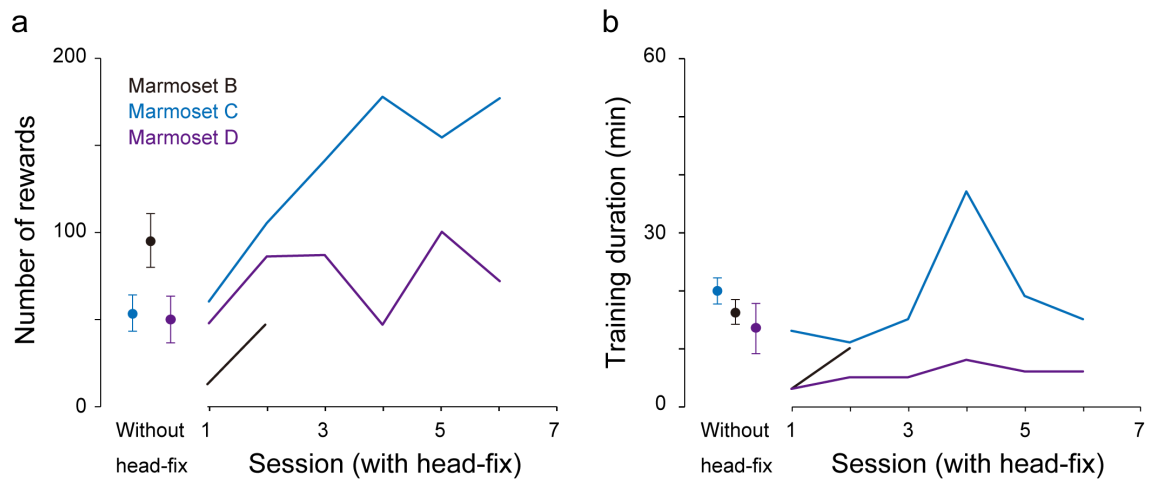 a
200
100
0
Number of rewards
Marmoset B
Marmoset C
Marmoset D
Without
head-fix
1
3
5
7
Session (with head-fix)
b
60
30
0
Training duration (min)
Without
head-fix
1
3
5
7
Session (with head-fix)